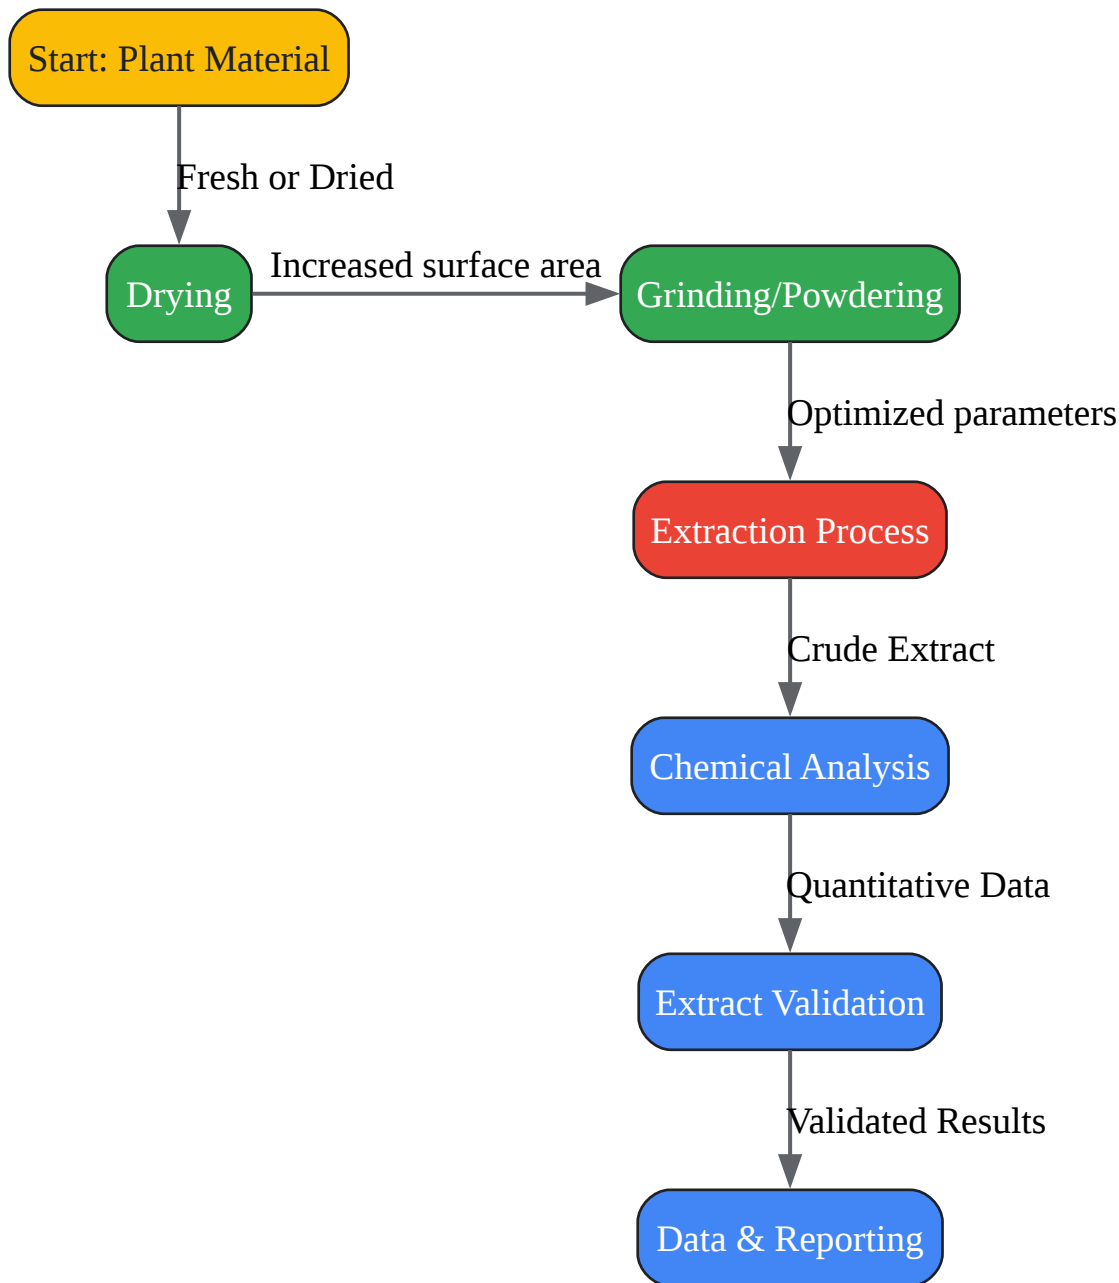 Start: Plant Material
Fresh or Dried
Drying
Increased surface area
Grinding/Powdering
Optimized parameters
Extraction Process
Crude Extract
Chemical Analysis
Quantitative Data
Extract Validation
Validated Results
Data & Reporting